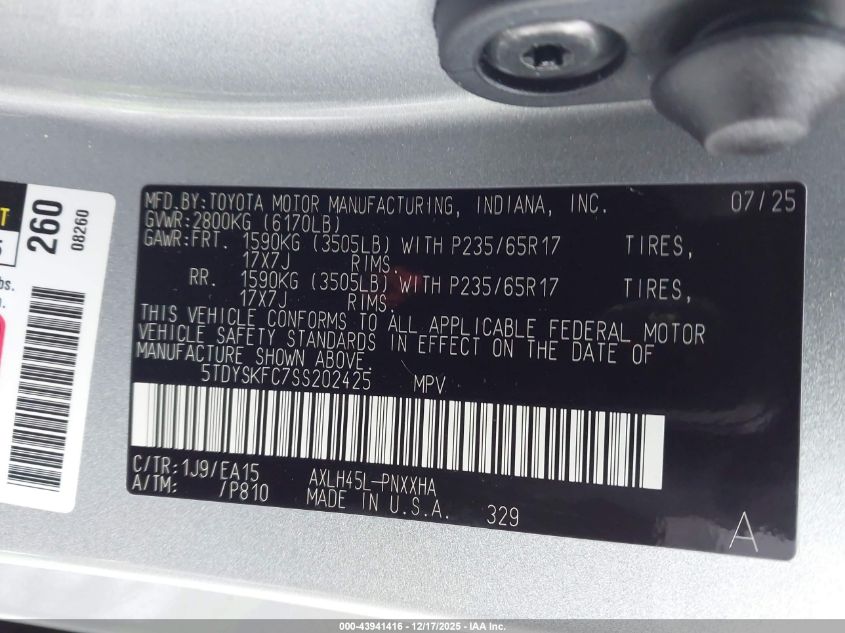 T
5
260
08260
bs.
n.
MFD.BY:TOYOTA MOTOR MANUFACTURING, INDIANA, INC. 07/25
GVWR:2800KG (6170LB)
GAWR:FRT. 1590KG (3505LB) WITH P235/65R17 TIRES,
17X7J RIMS.
RR. 1590KG (3505LB) WITH P235/65R17 TIRES,
17X7J RIMS.
THIS VEHICLE CONFORMS TO ALL APPLICABLE FEDERAL MOTOR
VEHICLE SAFETY STANDARDS IN EFFECT ON THE DATE OF
MANUFACTURE SHOWN ABOVE.
5TDYSKFC7SS202425 MPV
C/TR:1J9/EA15 AXLH45L-PNXXHA
A/TM: /P810 MADE IN U.S.A. 329
A
000-43941416 - 12/17/2025 - IAA Inc.